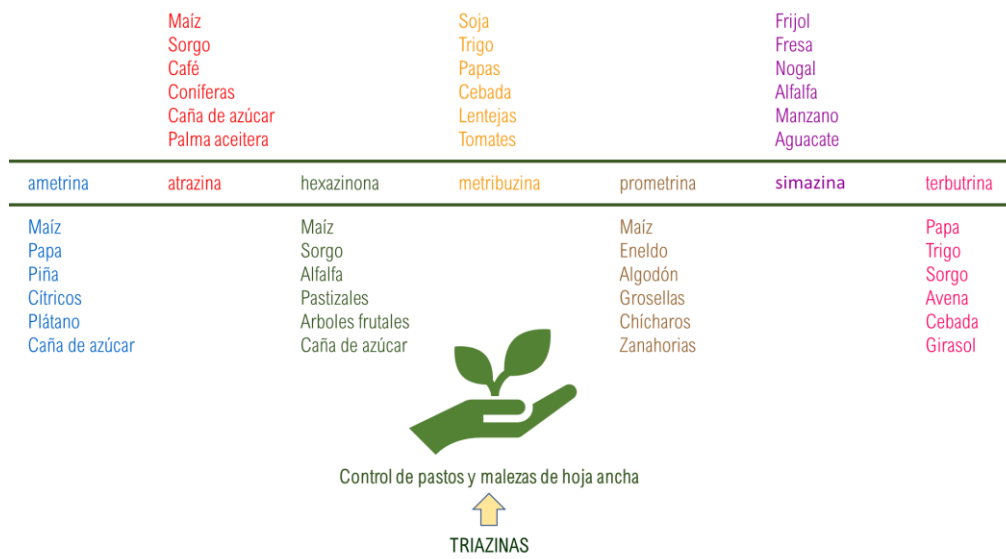 Maíz
Sorgo
Café
Coníferas
Caña de azúcar
Palma aceitera
Soja
Trigo
Papas
Cebada
Lentejas
Tomates
Frijol
Fresa
Nogal
Alfalfa
Manzano
Aguacate
ametrina atrazina hexazinona metribuzina prometrina simazina terbutrina
Maíz
Papa
Piña
Cítricos
Plátano
Caña de azúcar
Maíz
Sorgo
Alfalfa
Pastizales
Arboles frutales
Caña de azúcar
Maíz
Eneldo
Algodón
Grosellas
Chícharos
Zanahorias
Papa
Trigo
Sorgo
Avena
Cebada
Girasol
Control de pastos y malezas de hoja ancha
TRIAZINAS